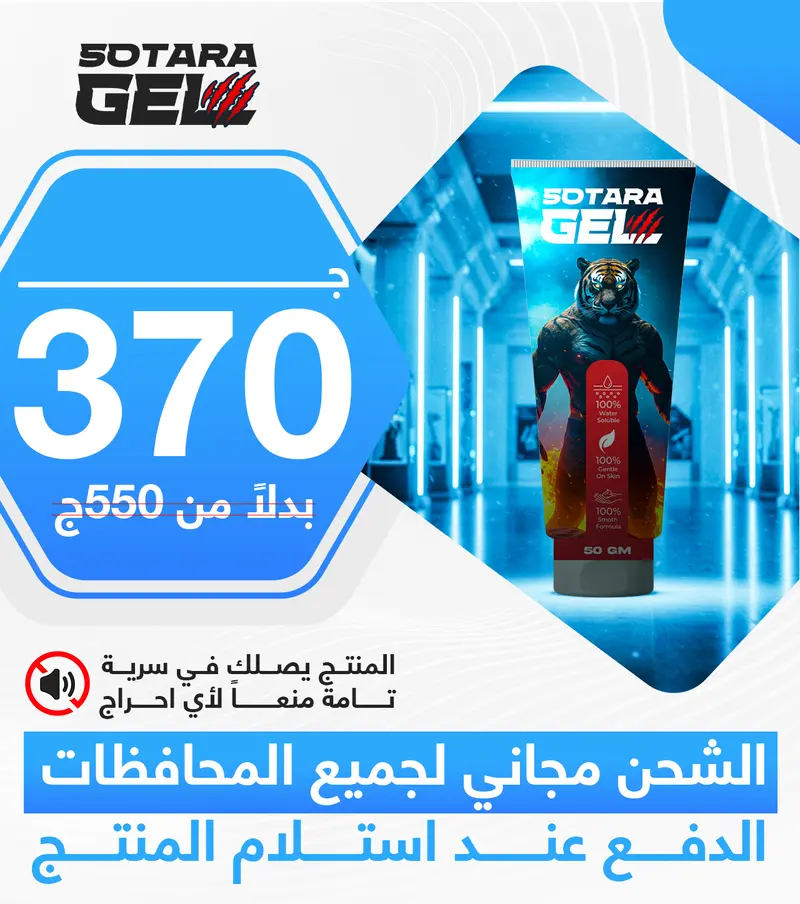 SOTARA
GEL
ج
370
بدلاً من 550ج
SOTARA
GEL
100%
Water
Soluble
100%
Gentle
On Skin
100%
Smoth
Formula
50 GM
المنتج يصلك في سرية
تامة منعاً لأي احراج
الشحن مجاني لجميع المحافظات
الدفع عند استلام المنتج